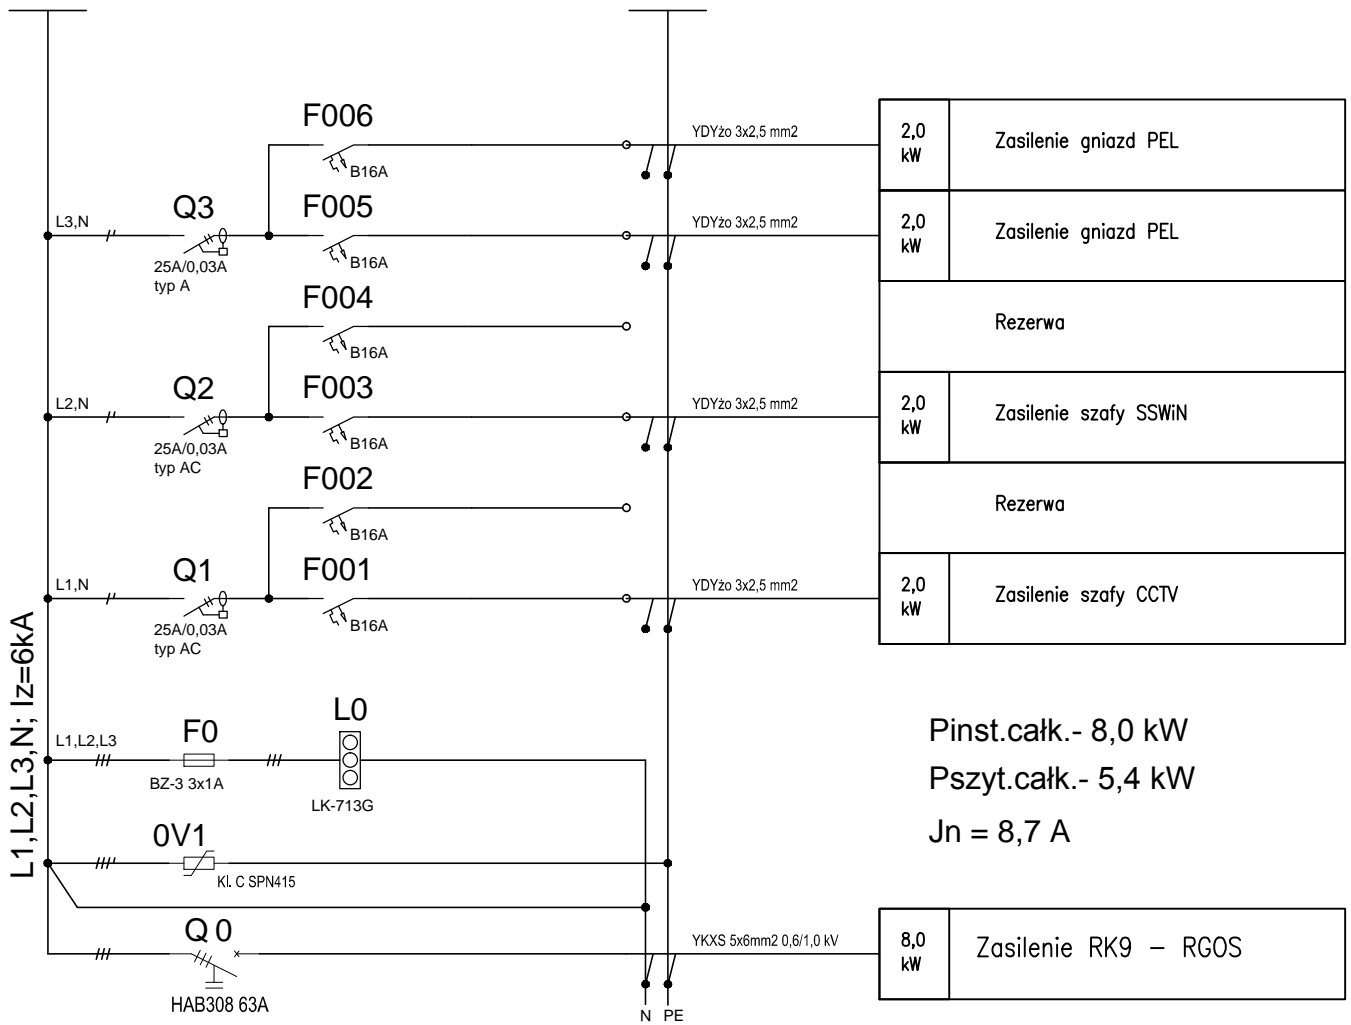 F006
B16A
YDYżo 3x2,5 mm2
2,0
kW
Zasilenie gniazd PEL
L3,N
Q3
25A/0,03A
typ A
F005
B16A
YDYżo 3x2,5 mm2
2,0
kW
Zasilenie gniazd PEL
F004
B16A
Rezerwa
L2,N
Q2
25A/0,03A
typ AC
F003
B16A
YDYżo 3x2,5 mm2
2,0
kW
Zasilenie szafy SSWiN
F002
B16A
Rezerwa
L1,N
Q1
25A/0,03A
typ AC
F001
B16A
YDYżo 3x2,5 mm2
2,0
kW
Zasilenie szafy CCTV
L1,L2,L3,N; Iz=6kA
L1,L2,L3
F0
BZ-3 3x1A
L0
LK-713G
Pinst.całk.- 8,0 kW
Pszyt.całk.- 5,4 kW
Jn = 8,7 A
0V1
Kl. C SPN415
Q 0
HAB308 63A
YKXS 5x6mm2 0,6/1,0 kV
8,0
kW
Zasilenie RK9 – RGOS
N PE